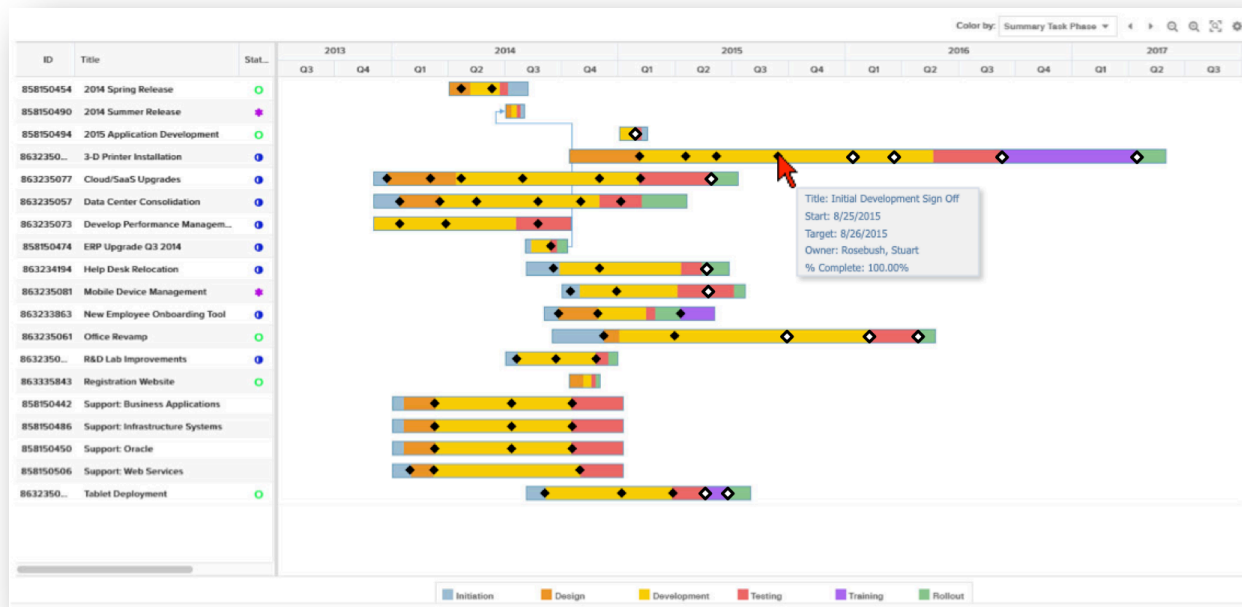 Color by: Summary Task Phase
ID Title Stat... 2013 2014 2015 2016 2017
Q3 Q4 Q1 Q2 Q3 Q4 Q1 Q2 Q3 Q4 Q1 Q2 Q3 Q4 Q1 Q2 Q3
858150454 2014 Spring Release
858150490 2014 Summer Release
858150494 2015 Application Development
8632350... 3-D Printer Installation
863235077 Cloud/SaaS Upgrades
863235057 Data Center Consolidation
863235073 Develop Performance Managem...
858150474 ERP Upgrade Q3 2014
863234194 Help Desk Relocation
863235081 Mobile Device Management
863233863 New Employee Onboarding Tool
863235061 Office Revamp
8632350... R&D Lab Improvements
863335843 Registration Website
858150442 Support: Business Applications
858150486 Support: Infrastructure Systems
858150450 Support: Oracle
858150506 Support: Web Services
8632350... Tablet Deployment
Title: Initial Development Sign Off
Start: 8/25/2015
Target: 8/26/2015
Owner: Rosebush, Stuart
% Complete: 100.00%
Initiation Design Development Testing Training Rollout